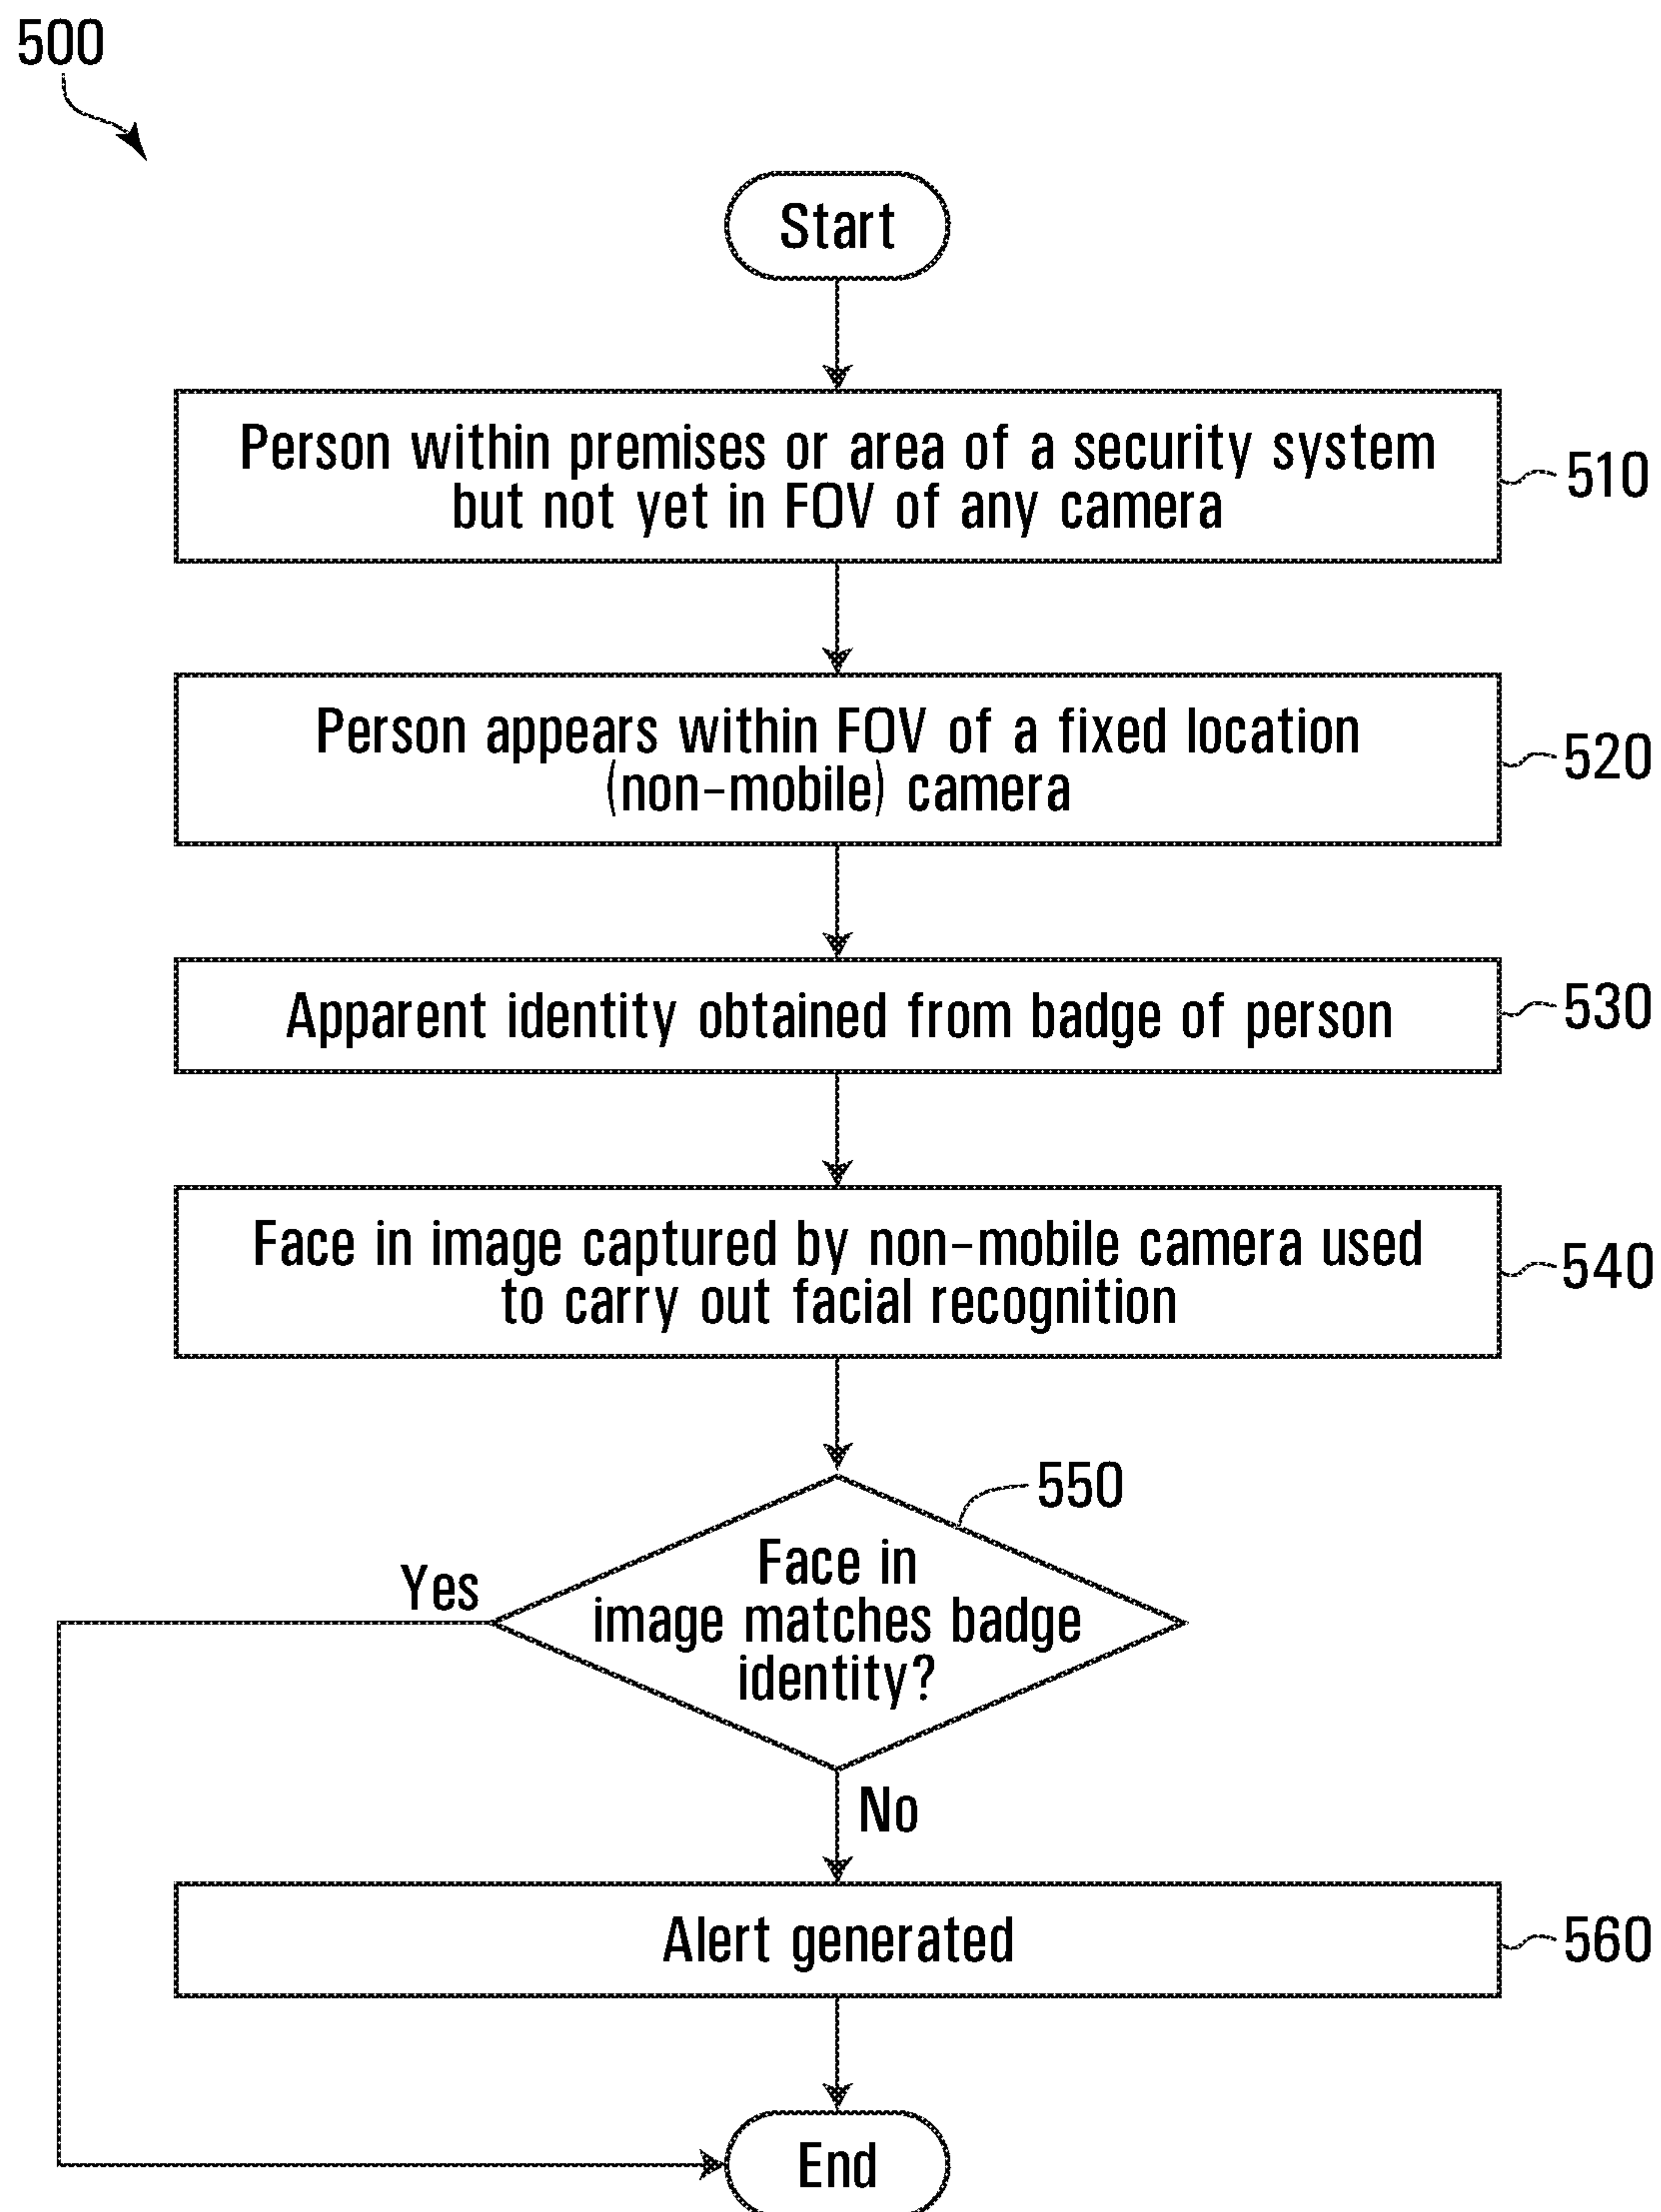 500
Start
Person within premises or area of a security system
but not yet in FOV of any camera
510
Person appears within FOV of a fixed location
(non-mobile) camera
520
Apparent identity obtained from badge of person
530
Face in image captured by non-mobile camera used
to carry out facial recognition
540
550
Face in
image matches badge
identity?
Yes
No
Alert generated
560
End